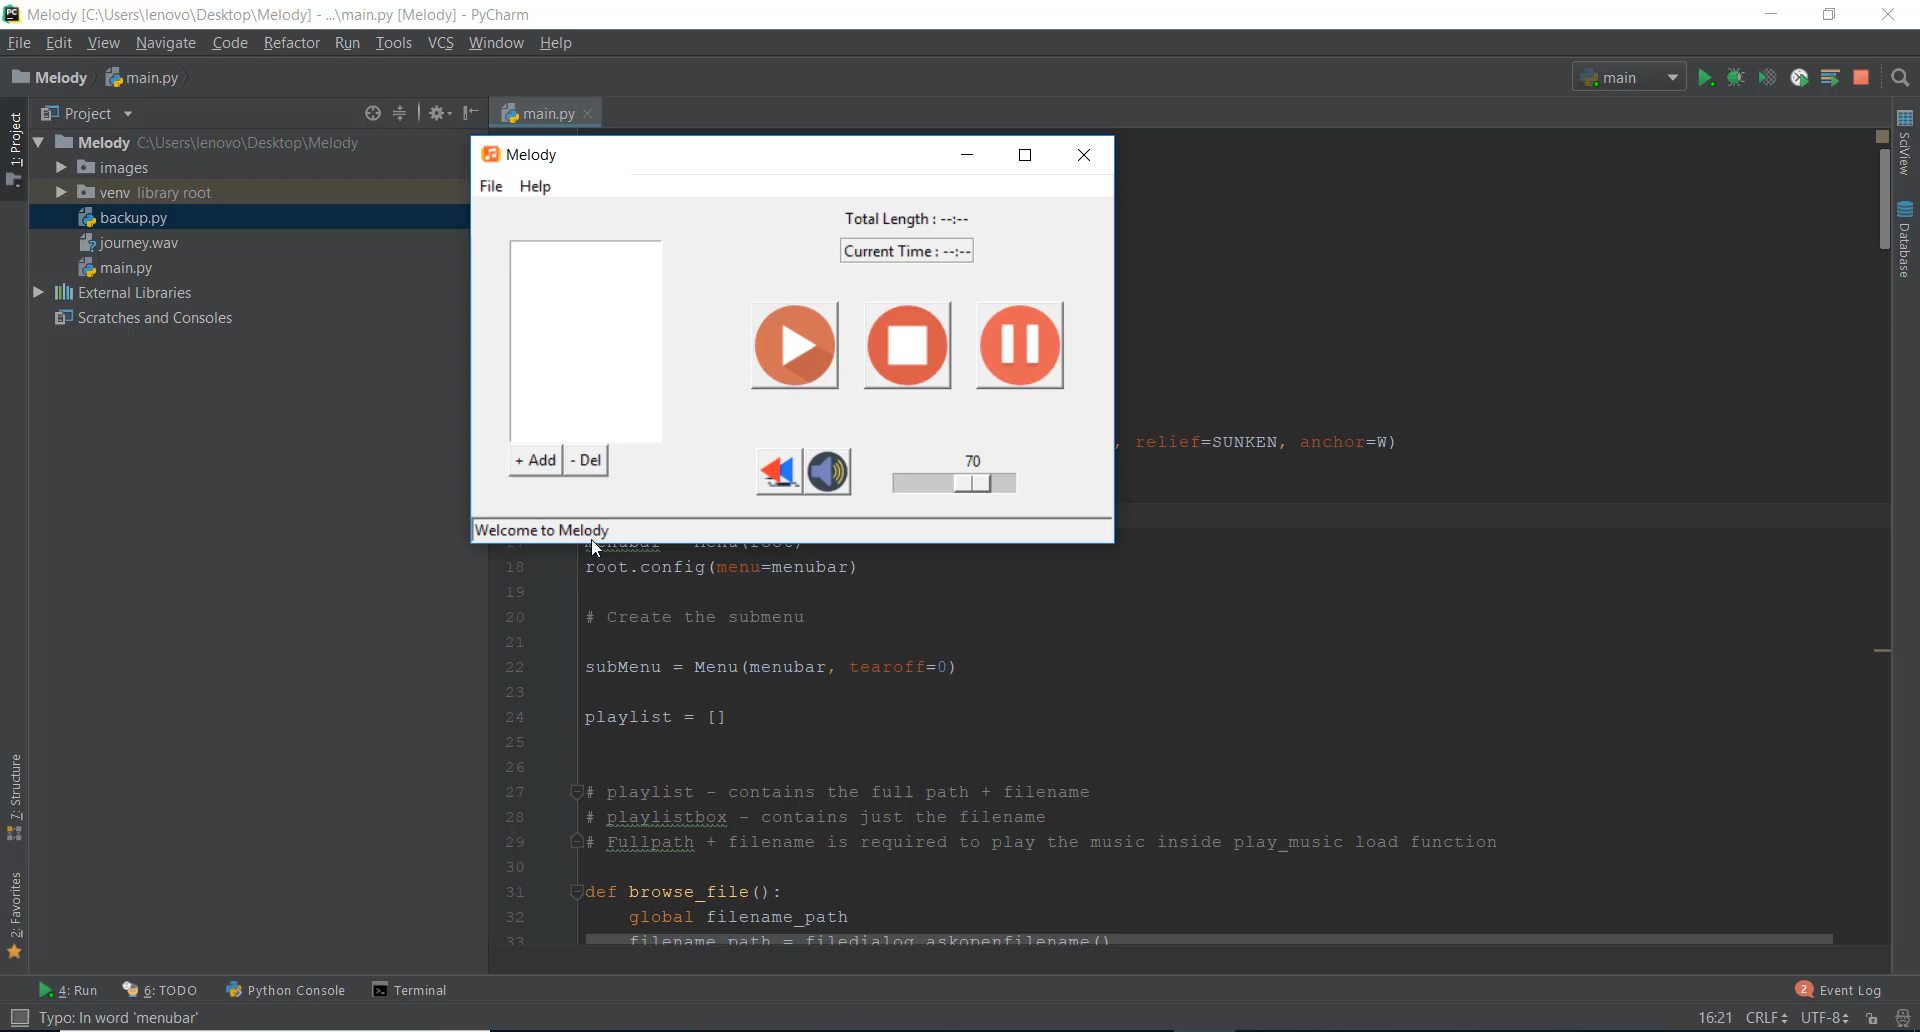 Melody [C:\Users\lenovo\Desktop\Melody] - ...\main.py [Melody] - PyCharm
File Edit View Navigate Code Refactor Run Tools VCS Window Help
Melody main.py
main
Project
main.py
1: Project
Melody C:\Users\lenovo\Desktop\Melody
images
venv library root
backup.py
journey.wav
main.py
External Libraries
Scratches and Consoles
7: Structure
2: Favorites
Melody
File Help
Total Length : --:--
Current Time : --:--
+ Add - Del
70
Welcome to Melody
SciView
Database
, relief=SUNKEN, anchor=W)
18 root.config(menu=menubar)
19
20 # Create the submenu
21
22 subMenu = Menu(menubar, tearoff=0)
23
24 playlist = []
25
26
27 # playlist - contains the full path + filename
28 # playlistbox - contains just the filename
29 # Fullpath + filename is required to play the music inside play_music load function
30
31 def browse_file():
32 global filename_path
33 filename_path = filedialog.askopenfilename()
4: Run 6: TODO Python Console Terminal
2 Event Log
Typo: In word 'menubar'
16:21 CRLF UTF-8